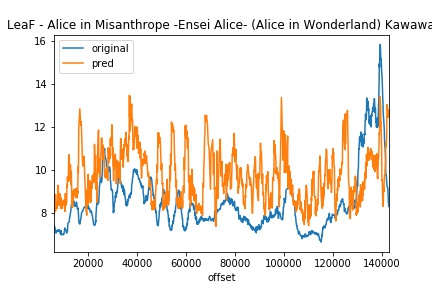 LeaF - Alice in Misanthrope -Ensei Alice- (Alice in Wonderland) Kawawa
original
pred
16
14
12
10
8
20000 40000 60000 80000 100000 120000 140000
offset